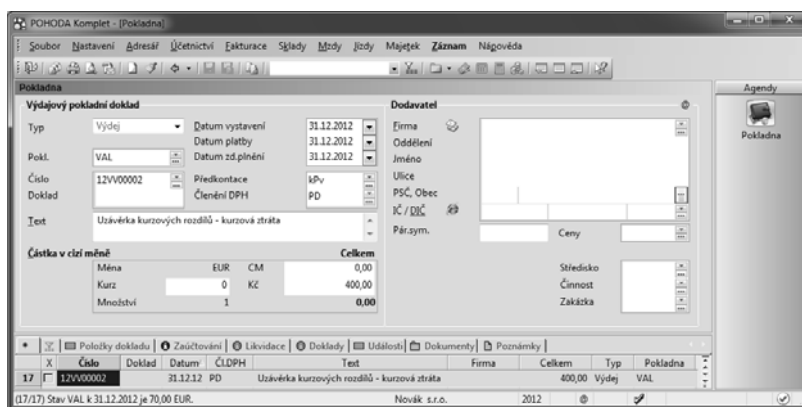 POHODA Komplet - [Pokladna]
Soubor Nastavení Adresář Účetnictví Fakturace Sklady Mzdy Jízdy Majetek Záznam Nápověda
Pokladna
Agendy
Pokladna
Výdajový pokladní doklad
Dodavatel
Typ Výdej Datum vystavení 31.12.2012 Firma
Datum platby 31.12.2012 Oddělení
Pokl. VAL Datum zd.plnění 31.12.2012 Jméno
Číslo 12VV00002 Předkontace kPv Ulice
Doklad Členění DPH PD PSČ, Obec
IČ / DIČ
Text Uzávěrka kurzových rozdílů - kurzová ztráta
Pár.sym. Ceny
Částka v cizí měně Celkem
Měna EUR CM 0,00 Středisko
Kurz 0 Kč 400,00 Činnost
Množství 1 0,00 Zakázka
Položky dokladu Zaúčtování Likvidace Doklady Události Dokumenty Poznámky
X Číslo Doklad Datum Čl.DPH Text Firma Celkem Typ Pokladna
17 12VV00002 31.12.12 PD Uzávěrka kurzových rozdílů - kurzová ztráta 400,00 Výdej VAL
(17/17) Stav VAL k 31.12.2012 je 70,00 EUR. Novák s.r.o. 2012 @